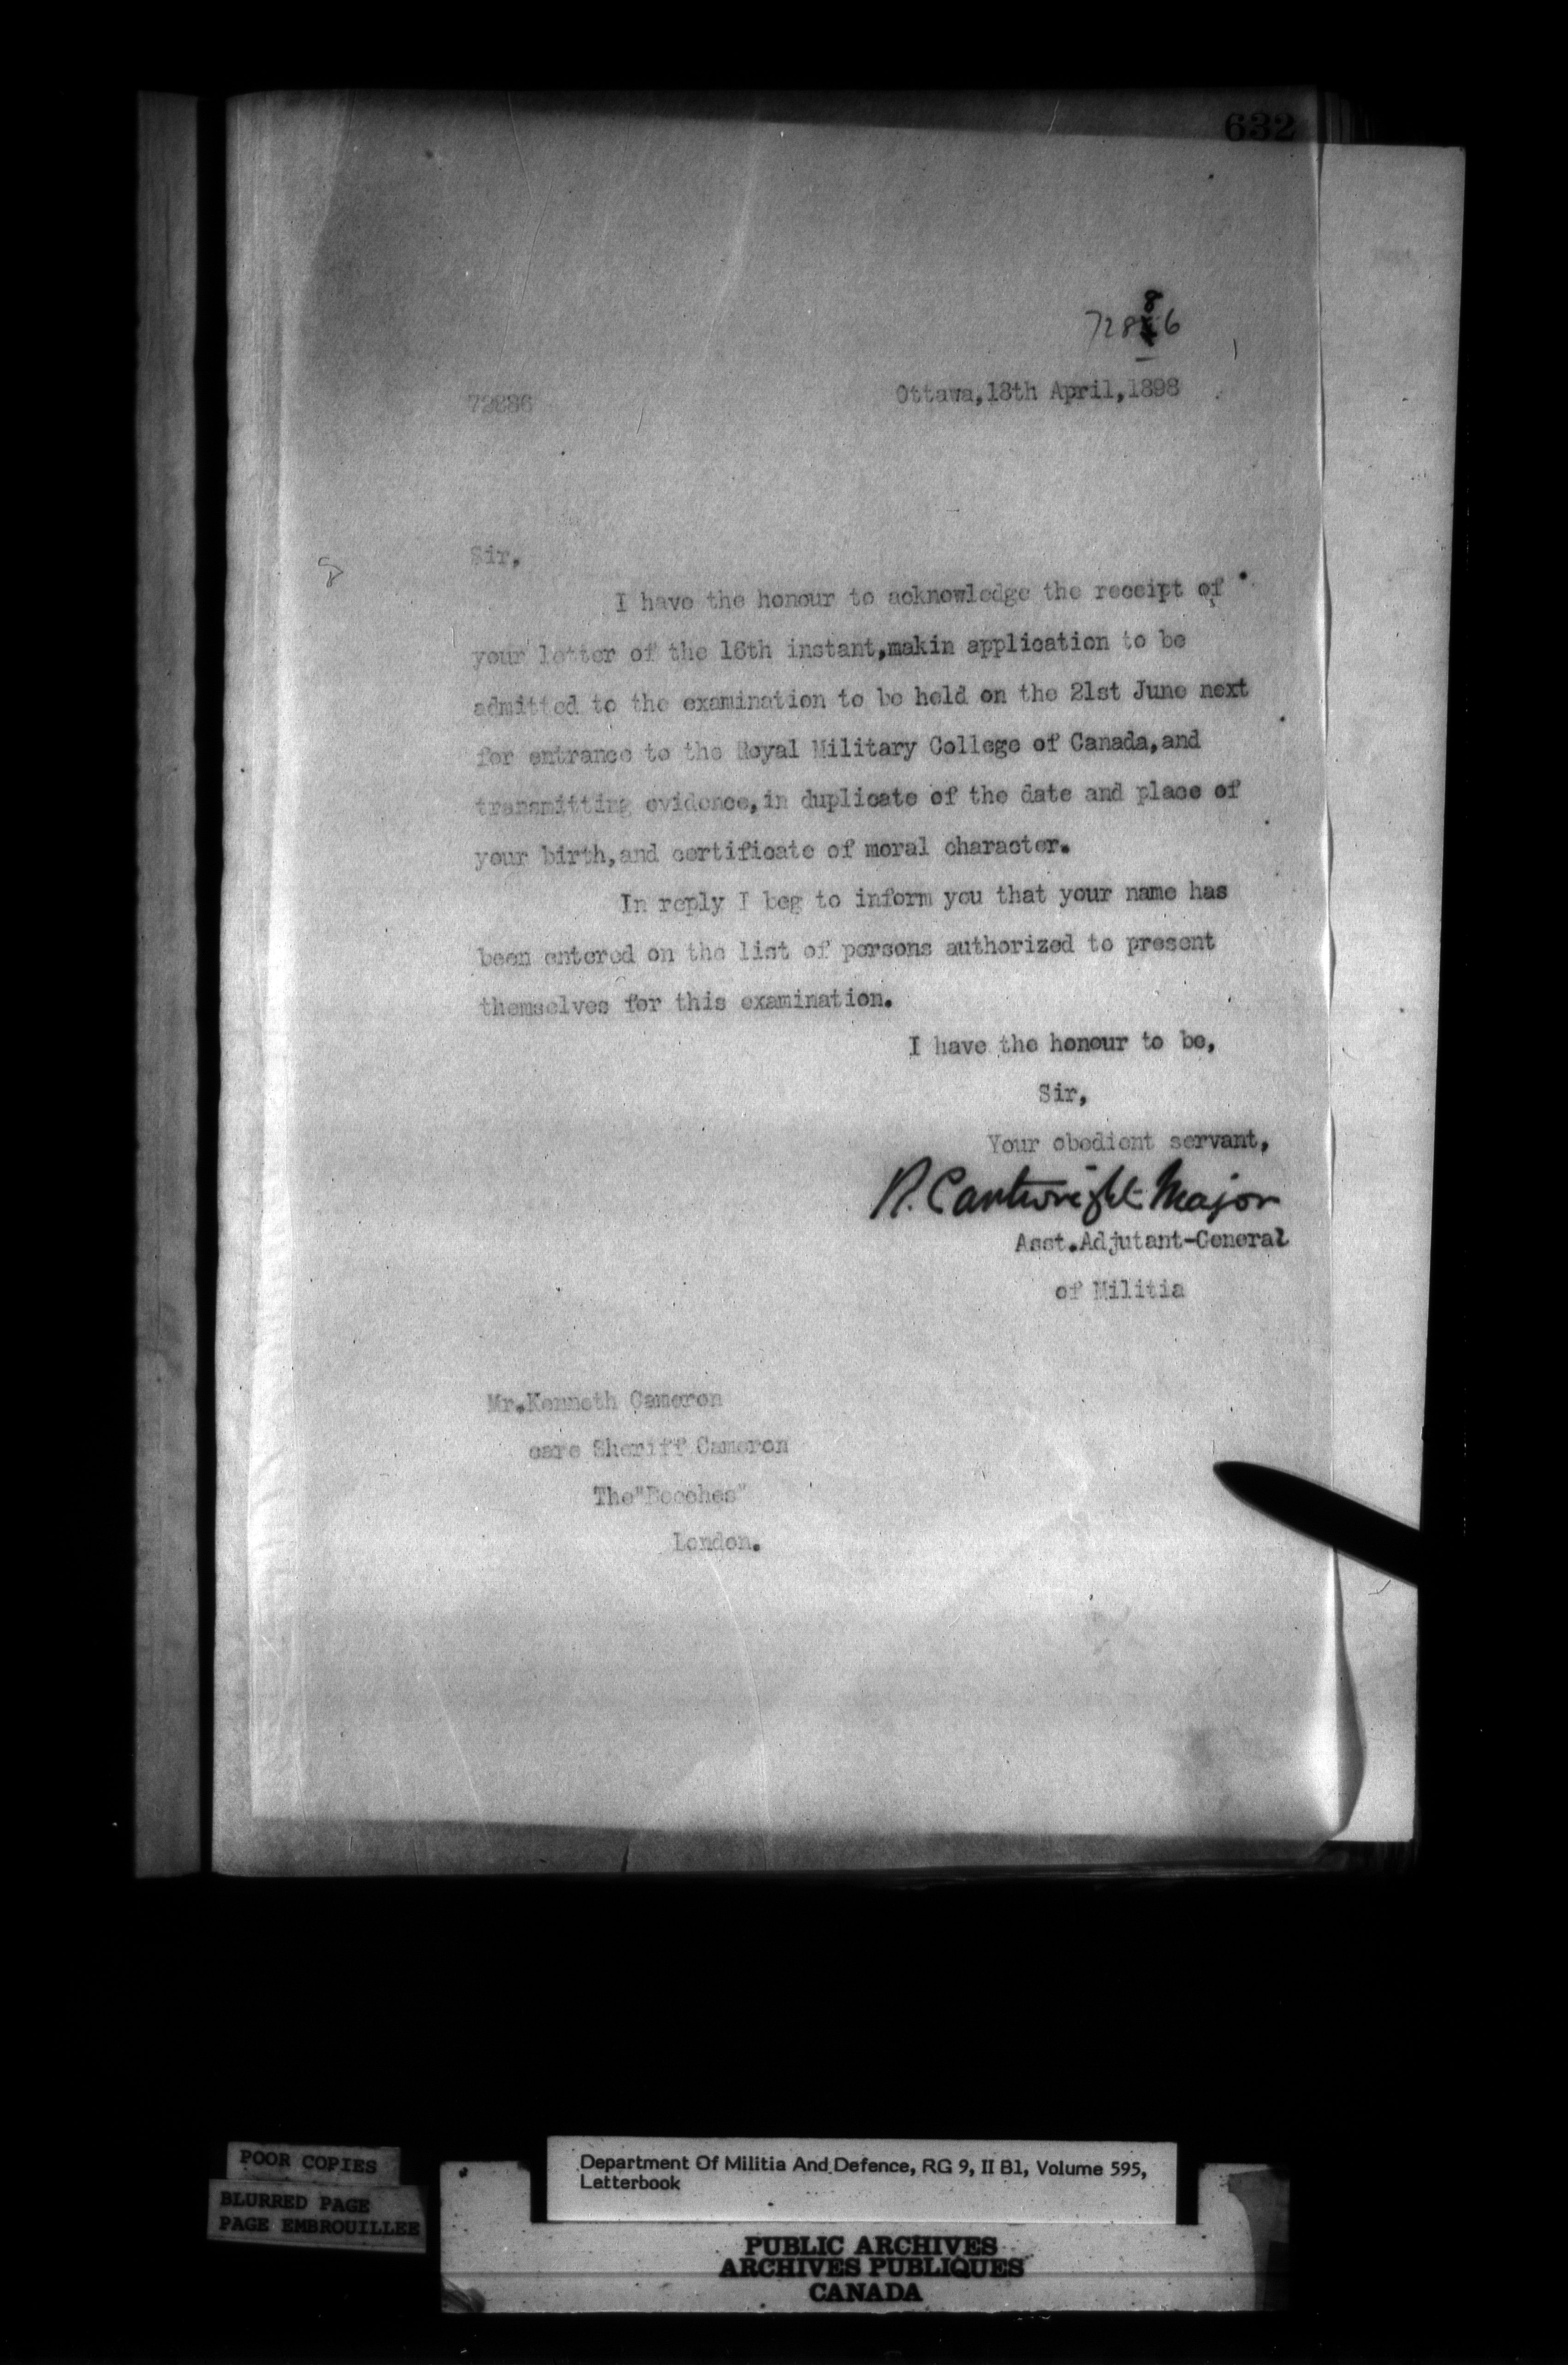 632
72886
72886
Ottawa,18th April,1898
Sir,
I have the honour to acknowledge the receipt of
your letter of the 16th instant,makin application to be
admitted to the examination to be held on the 21st June next
for entrance to the Royal Military College of Canada,and
transmitting evidence,in duplicate of the date and place of
your birth,and certificate of moral character.
In reply I beg to inform you that your name has
been entered on the list of persons authorized to present
themselves for this examination.
I have the honour to be,
Sir,
Your obedient servant,
R. Cartwright Major
Asst.Adjutant-General
of Militia
Mr.Kenneth Cameron
care Sheriff Cameron
The"Beeches"
London.
POOR COPIES
BLURRED PAGE
PAGE EMBROUILLEE
Department Of Militia And Defence, RG 9, II B1, Volume 595,
Letterbook
PUBLIC ARCHIVES
ARCHIVES PUBLIQUES
CANADA